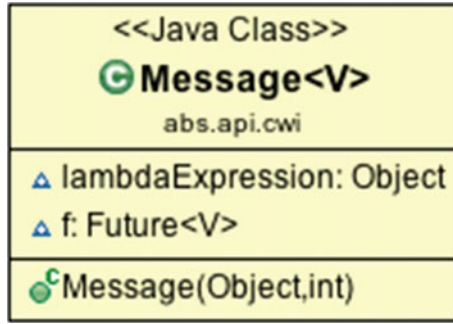 <<Java Class>>
Message<V>
abs.api.cwi
lambdaExpression: Object
f: Future<V>
Message(Object,int)